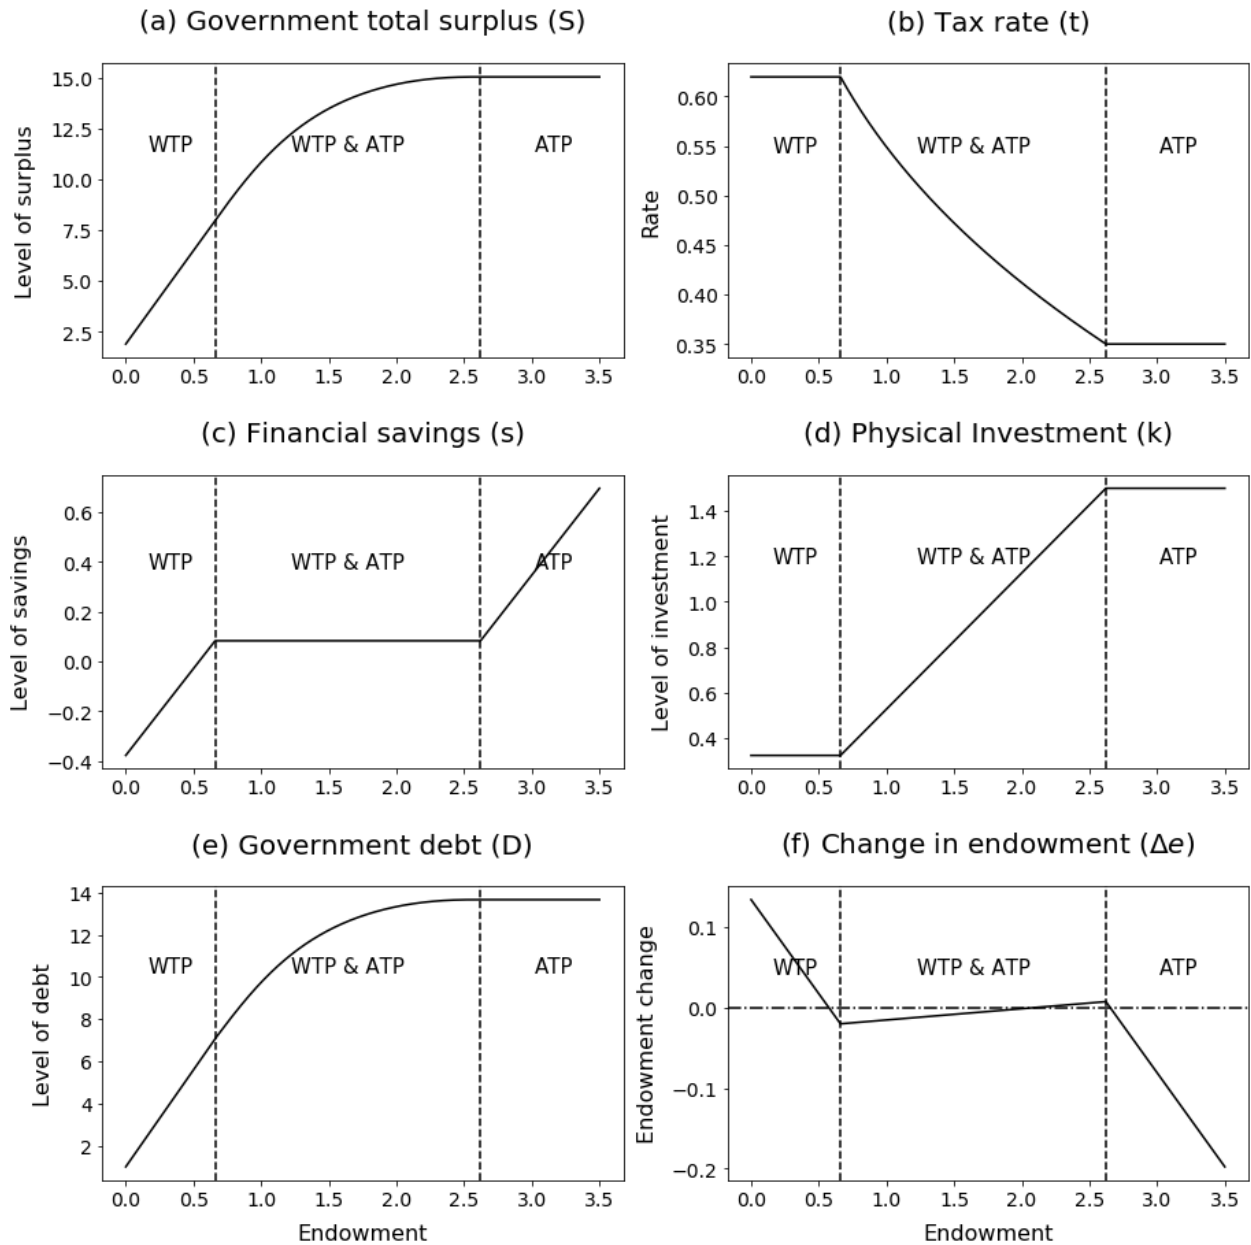 (a) Government total surplus (S)
Level of surplus
15.0
12.5
10.0
7.5
5.0
2.5
WTP
WTP & ATP
ATP
0.0 0.5 1.0 1.5 2.0 2.5 3.0 3.5
(b) Tax rate (t)
Rate
0.60
0.55
0.50
0.45
0.40
0.35
WTP
WTP & ATP
ATP
0.0 0.5 1.0 1.5 2.0 2.5 3.0 3.5
(c) Financial savings (s)
Level of savings
0.6
0.4
0.2
0.0
−0.2
−0.4
WTP
WTP & ATP
ATP
0.0 0.5 1.0 1.5 2.0 2.5 3.0 3.5
(d) Physical Investment (k)
Level of investment
1.4
1.2
1.0
0.8
0.6
0.4
WTP
WTP & ATP
ATP
0.0 0.5 1.0 1.5 2.0 2.5 3.0 3.5
(e) Government debt (D)
Level of debt
14
12
10
8
6
4
2
WTP
WTP & ATP
ATP
0.0 0.5 1.0 1.5 2.0 2.5 3.0 3.5
Endowment
(f) Change in endowment (Δe)
Endowment change
0.1
0.0
−0.1
−0.2
WTP
WTP & ATP
ATP
0.0 0.5 1.0 1.5 2.0 2.5 3.0 3.5
Endowment